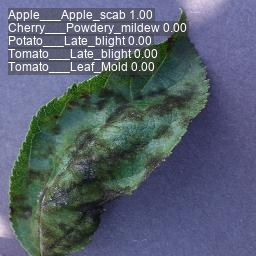 Apple___Apple_scab 1.00
Cherry___Powdery_mildew 0.00
Potato___Late_blight 0.00
Tomato___Late_blight 0.00
Tomato___Leaf_Mold 0.00